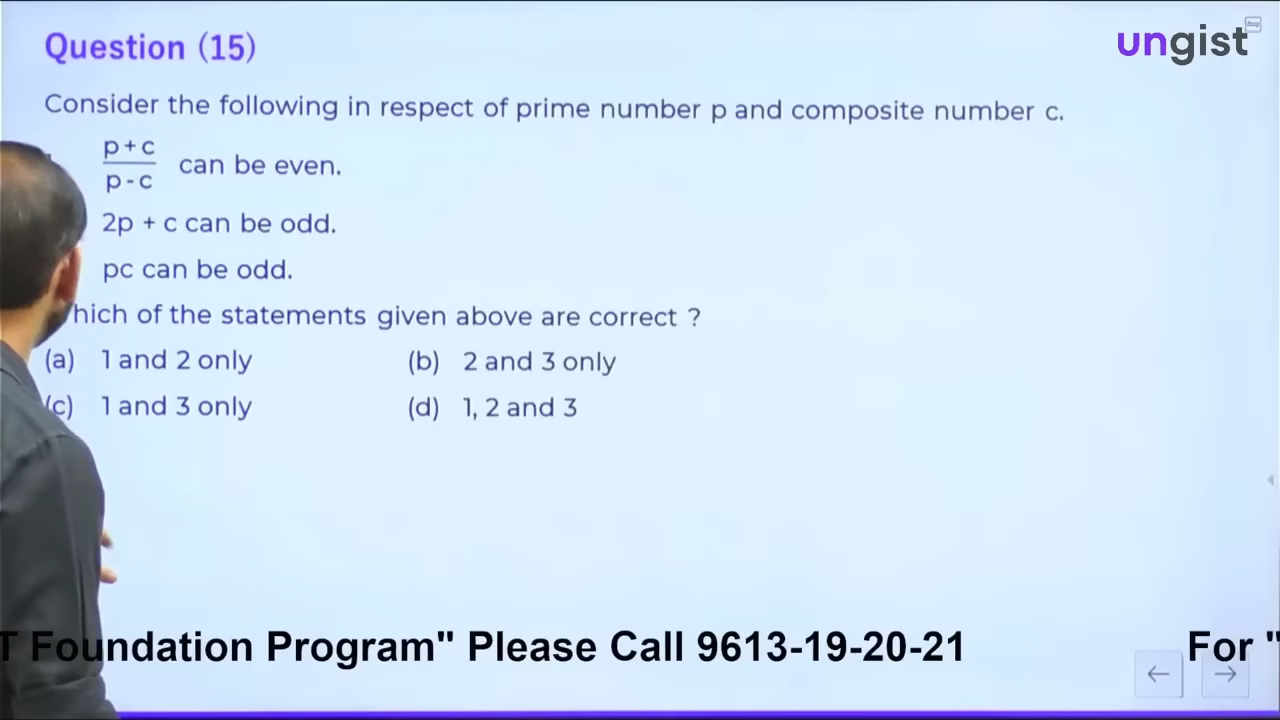 Question (15)
ungist
Consider the following in respect of prime number p and composite number c.
p+c
p-c
can be even.
2p + c can be odd.
pc can be odd.
hich of the statements given above are correct ?
(a) 1 and 2 only
(b) 2 and 3 only
(c) 1 and 3 only
(d) 1, 2 and 3
T Foundation Program" Please Call 9613-19-20-21
For "